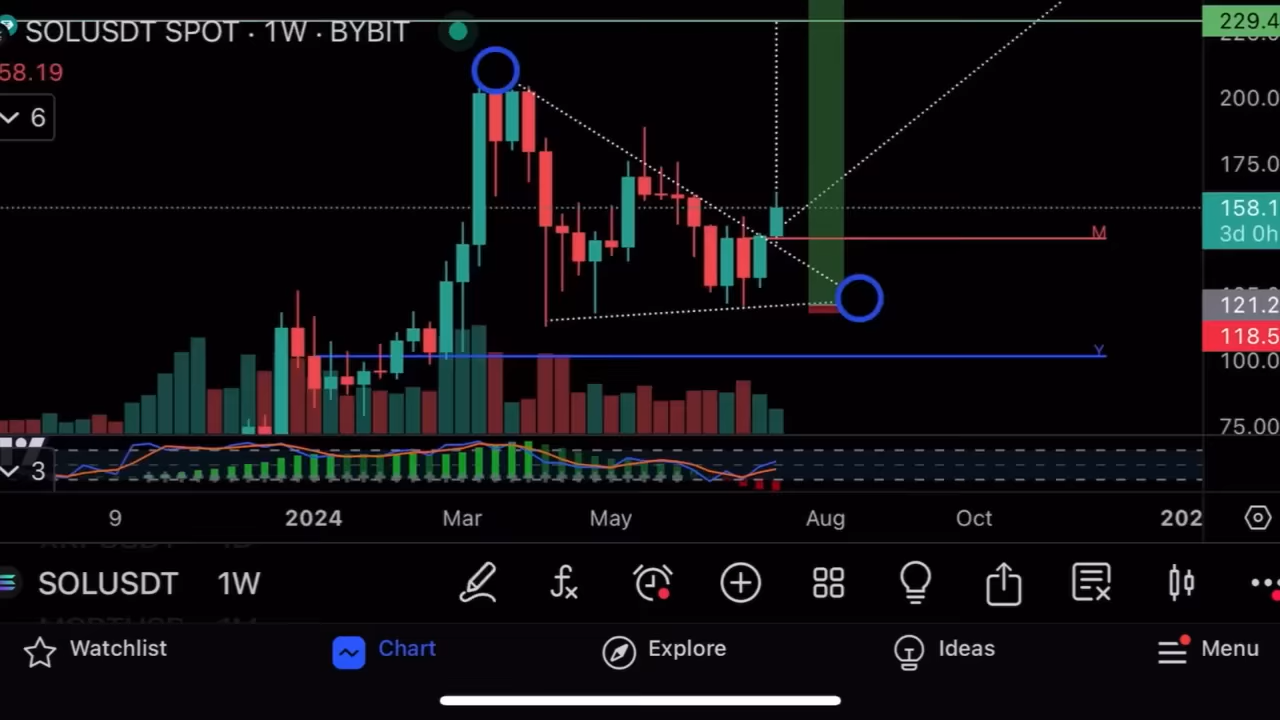 SOLUSDT SPOT · 1W · BYBIT
58.19
6
229.4
200.0
175.0
158.1
3d 0h
M
121.2
118.5
Y
100.0
75.00
3
9
2024
Mar
May
Aug
Oct
202
SOLUSDT 1W
Watchlist
Chart
Explore
Ideas
Menu